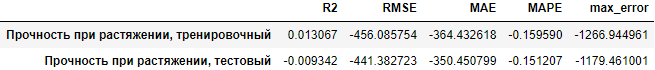 R2 RMSE MAE MAPE max_error
Прочность при растяжении, тренировочный 0.013067 -456.085754 -364.432618 -0.159590 -1266.944961
Прочность при растяжении, тестовый -0.009342 -441.382723 -350.450799 -0.151207 -1179.461001